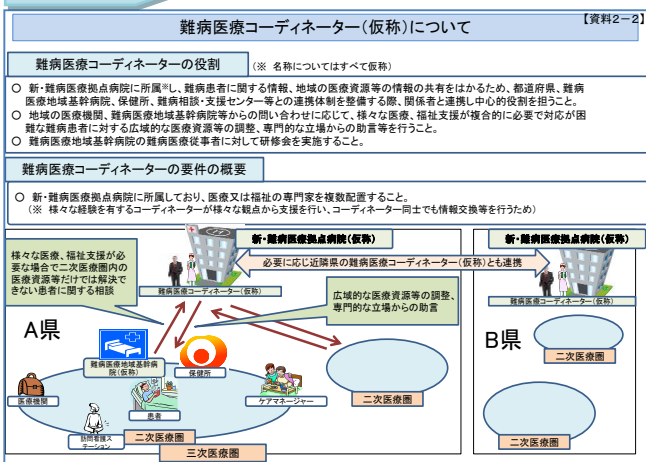 難病医療コーディネーター(仮称)について
【資料2-2】
難病医療コーディネーターの役割
(※ 名称についてはすべて仮称)
○ 新・難病医療拠点病院に所属※し、難病患者に関する情報、地域の医療資源等の情報の共有をはかるため、都道府県、難病
医療地域基幹病院、保健所、難病相談・支援センター等との連携体制を整備する際、関係者と連携し中心的役割を担うこと。
○ 地域の医療機関、難病医療地域基幹病院等からの問い合わせに応じて、様々な医療、福祉支援が複合的に必要で対応が困
難な難病患者に対する広域的な医療資源等の調整、専門的な立場からの助言等を行うこと。
○ 難病医療地域基幹病院の難病医療従事者に対して研修会を実施すること。
難病医療コーディネーターの要件の概要
○ 新・難病医療拠点病院に所属しており、医療又は福祉の専門家を複数配置すること。
(※ 様々な経験を有するコーディネーターが様々な観点から支援を行い、コーディネーター同士でも情報交換等を行うため)
新・難病医療拠点病院(仮称)
新・難病医療拠点病院(仮称)
様々な医療、福祉支援が必
要な場合で二次医療圏内の
医療資源等だけでは解決で
きない患者に関する相談
必要に応じ近隣県の難病医療コーディネーター(仮称)とも連携
難病医療コーディネーター(仮称)
難病医療コーディネーター(仮称)
広域的な医療資源等の調整、
専門的な立場からの助言
A県
B県
二次医療圏
難病医療地域基幹病
院(仮称)
保健所
医療機関
患者
ケアマネージャー
二次医療圏
訪問看護ス
テーション
二次医療圏
二次医療圏
三次医療圏